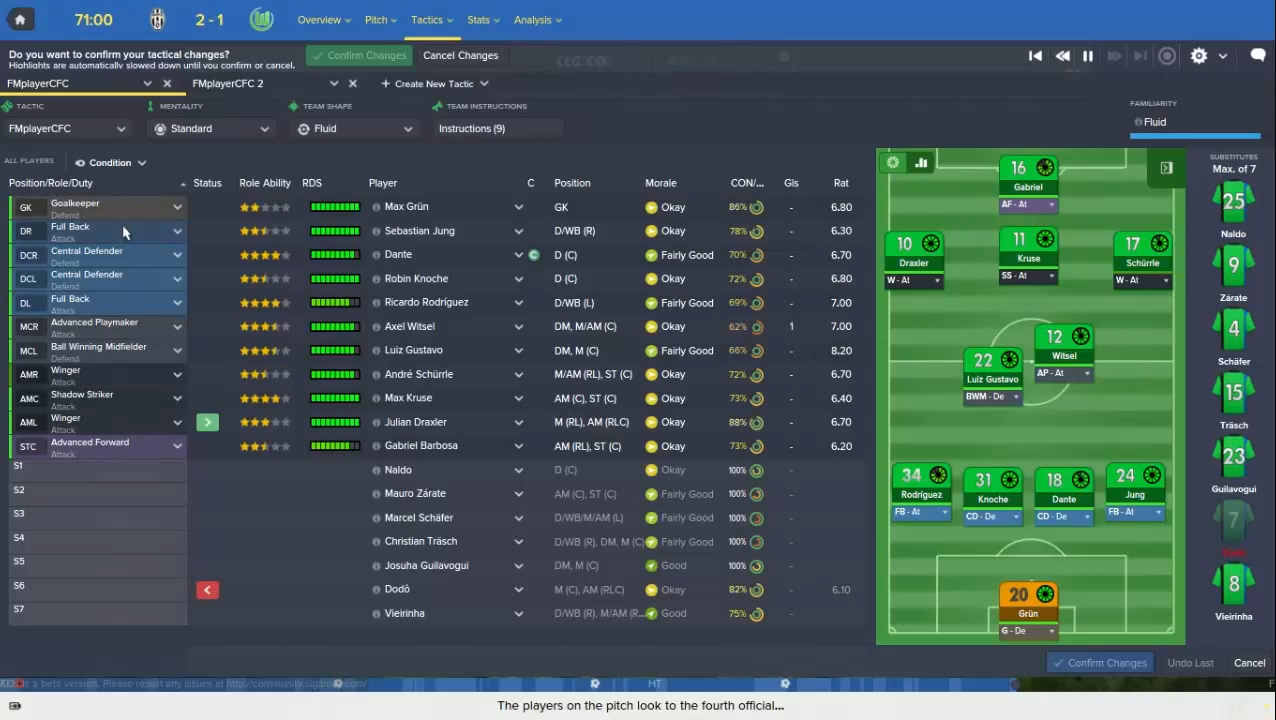 71:00 2 - 1 Overview Pitch Tactics Stats Analysis
Do you want to confirm your tactical changes? Confirm Changes Cancel Changes
Highlights are automatically slowed down until you confirm or cancel.
FMplayerCFC FMplayerCFC 2 + Create New Tactic
TACTIC MENTALITY TEAM SHAPE TEAM INSTRUCTIONS FAMILIARITY
FMplayerCFC Standard Fluid Instructions (9) Fluid
ALL PLAYERS Condition
Position/Role/Duty Status Role Ability RDS Player C Position Morale CON/... Gls Rat
GK Goalkeeper Defend Max Grün GK Okay 86% - 6.80
DR Full Back Attack Sebastian Jung D/WB (R) Okay 78% - 6.30
DCR Central Defender Defend Dante C D (C) Fairly Good 70% - 6.70
DCL Central Defender Defend Robin Knoche D (C) Okay 72% - 6.80
DL Full Back Attack Ricardo Rodríguez D/WB (L) Fairly Good 69% - 7.00
MCR Advanced Playmaker Attack Axel Witsel DM, M/AM (C) Okay 62% 1 7.00
MCL Ball Winning Midfielder Defend Luiz Gustavo DM, M (C) Fairly Good 66% - 8.20
AMR Winger Attack André Schürrle M/AM (RL), ST (C) Okay 72% - 6.70
AMC Shadow Striker Attack Max Kruse AM (C), ST (C) Okay 73% - 6.40
AML Winger Attack Julian Draxler M (RL), AM (RLC) Okay 88% - 6.70
STC Advanced Forward Attack Gabriel Barbosa AM (RL), ST (C) Okay 73% - 6.20
S1 Naldo D (C) Okay 100% -
S2 Mauro Zárate AM (C), ST (C) Fairly Good 100% -
S3 Marcel Schäfer D/WB/M/AM (L) Fairly Good 100% -
S4 Christian Träsch D/WB (R), DM, M (C) Fairly Good 100% -
S5 Josuha Guilavogui DM, M (C) Good 100% -
S6 Dodô M (C), AM (RLC) Okay 82% - 6.10
S7 Vieirinha D/WB (R), M/AM (R... Good 75% -
16
Gabriel
AF - At
10 11 17
Draxler Kruse Schürrle
W - At SS - At W - At
12
Witsel
AP - At
22
Luiz Gustavo
BWM - De
34 31 18 24
Rodríguez Knoche Dante Jung
FB - At CD - De CD - De FB - At
20
Grün
G - De
SUBSTITUTES
Max. of 7
25
Naldo
9
Zárate
4
Schäfer
15
Träsch
23
Guilavogui
7
8
Vieirinha
Confirm Changes Undo Last Cancel
is a beta version. Please report any issues at http://community.sigames.com/ HT F
The players on the pitch look to the fourth official...